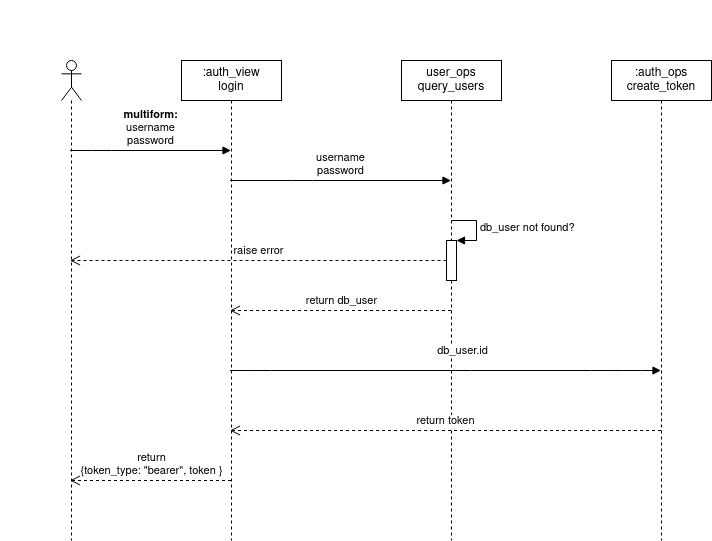 :auth_view
login
user_ops
query_users
:auth_ops
create_token
multiform:
username
password
username
password
db_user not found?
raise error
return db_user
db_user.id
return token
return
{token_type: "bearer", token }